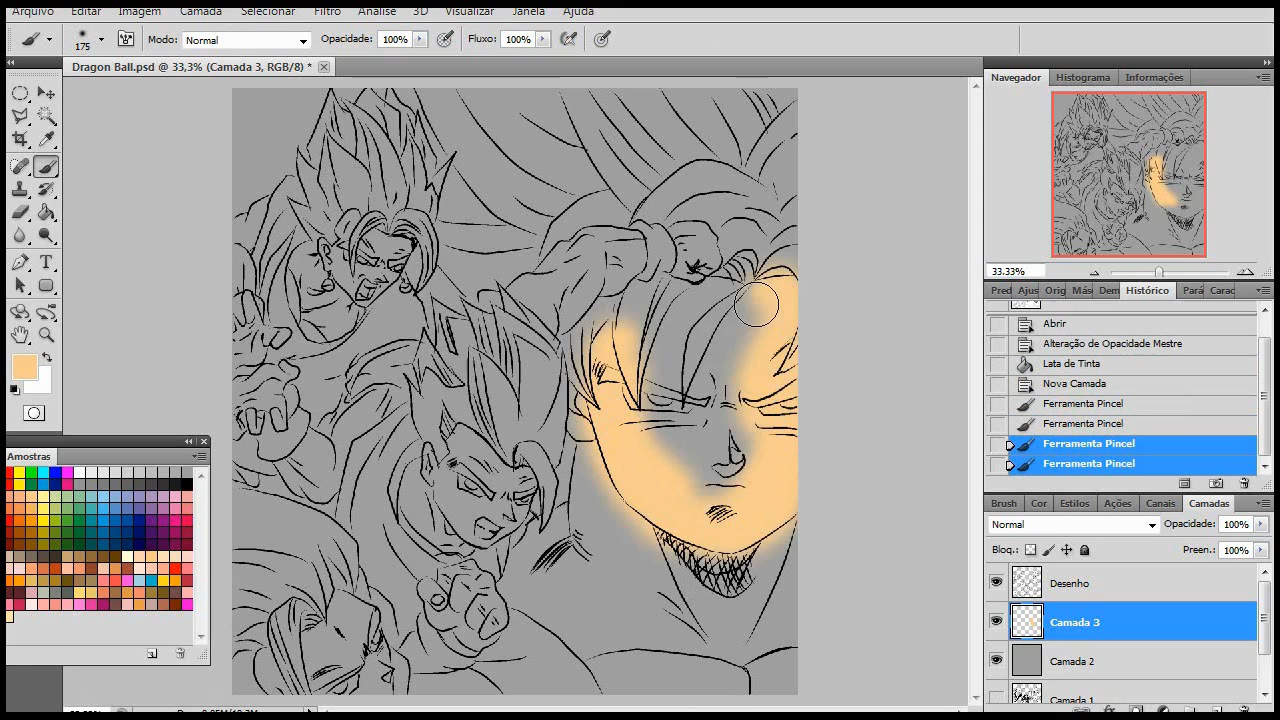 Arquivo Editar Imagem Camada Selecionar Filtro Análise 3D Visualizar Janela Ajuda
175 Modo: Normal Opacidade: 100% Fluxo: 100%
Dragon Ball.psd @ 33,3% (Camada 3, RGB/8) *
Navegador Histograma Informações
33.33%
Pred Ajus Orig Más Dem Histórico Pará Carac
Abrir
Alteração de Opacidade Mestre
Lata de Tinta
Nova Camada
Ferramenta Pincel
Ferramenta Pincel
Ferramenta Pincel
Ferramenta Pincel
Amostras
Brush Cor Estilos Ações Canais Camadas
Normal Opacidade: 100%
Bloq.: Preen.: 100%
Desenho
Camada 3
Camada 2
Camada 1